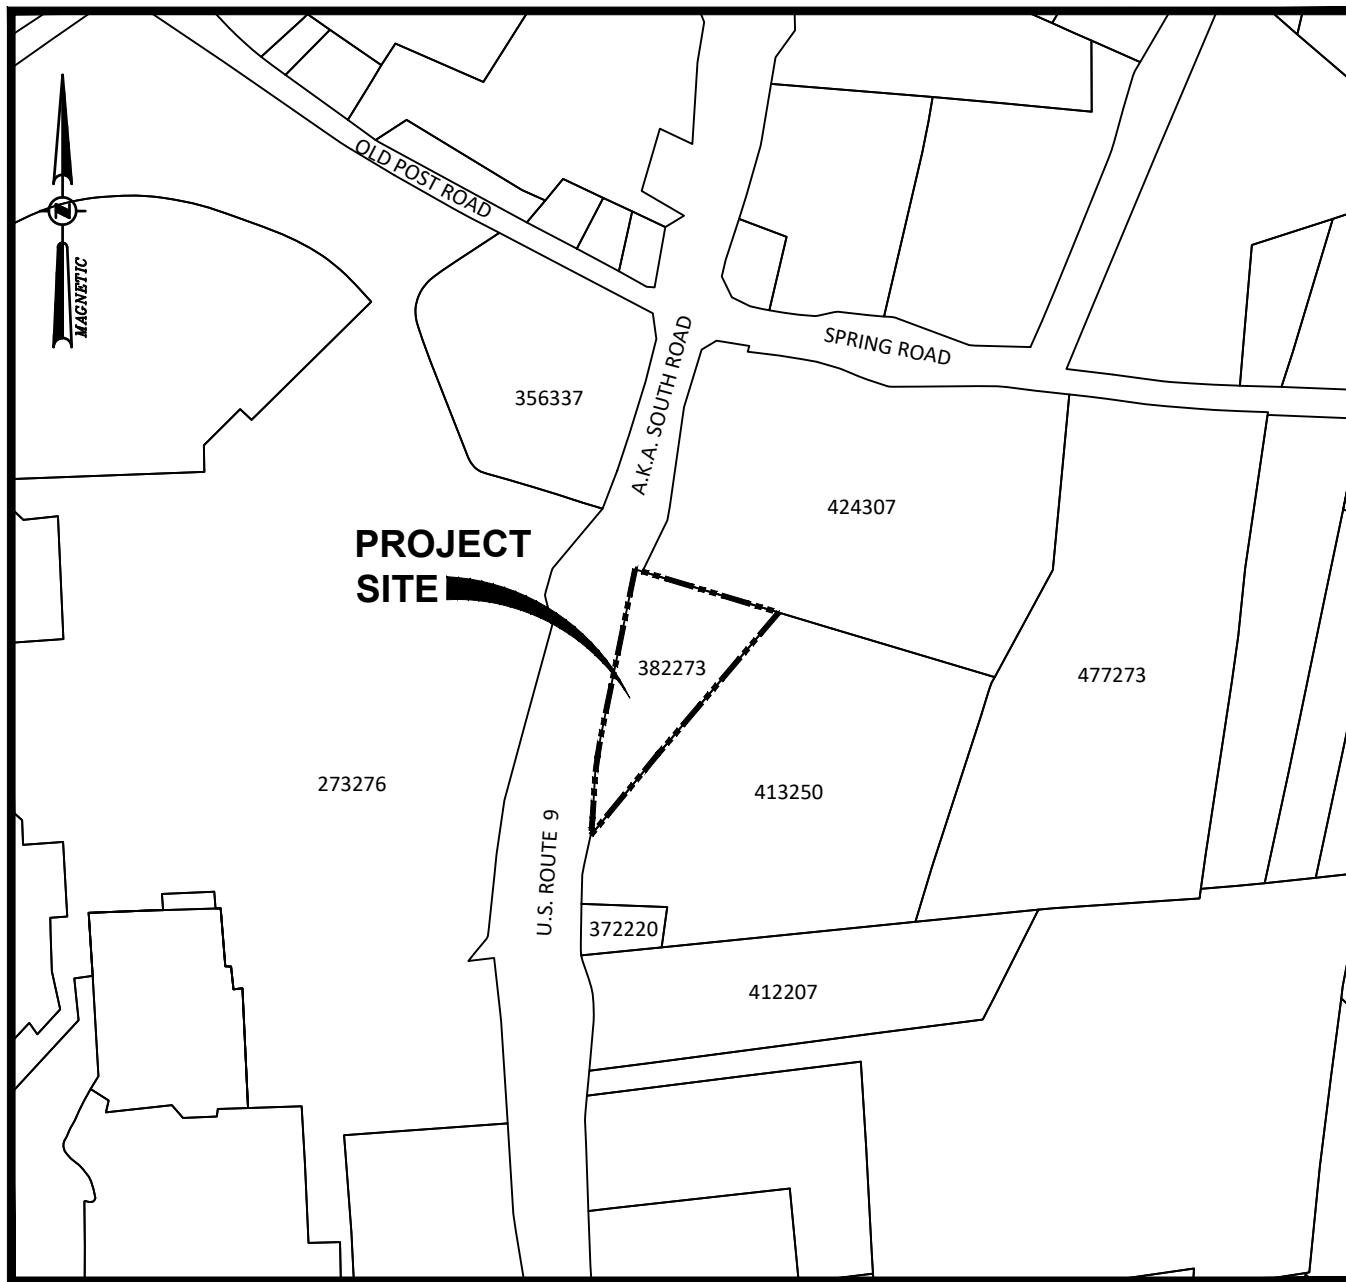 OLD POST ROAD
MAGNETIC
N
SPRING ROAD
A.K.A. SOUTH ROAD
356337
424307
PROJECT
SITE
382273
477273
273276
413250
U.S. ROUTE 9
372220
412207